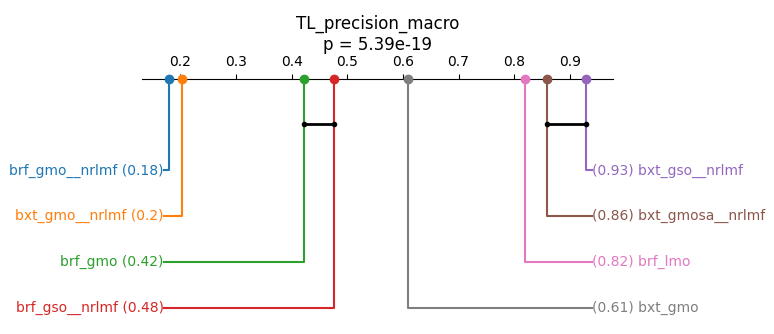 TL_precision_macro
p = 5.39e-19
0.2 0.3 0.4 0.5 0.6 0.7 0.8 0.9
brf_gmo__nrlmf (0.18) (0.93) bxt_gso__nrlmf
bxt_gmo__nrlmf (0.2) (0.86) bxt_gmosa__nrlmf
brf_gmo (0.42) (0.82) brf_lmo
brf_gso__nrlmf (0.48) (0.61) bxt_gmo